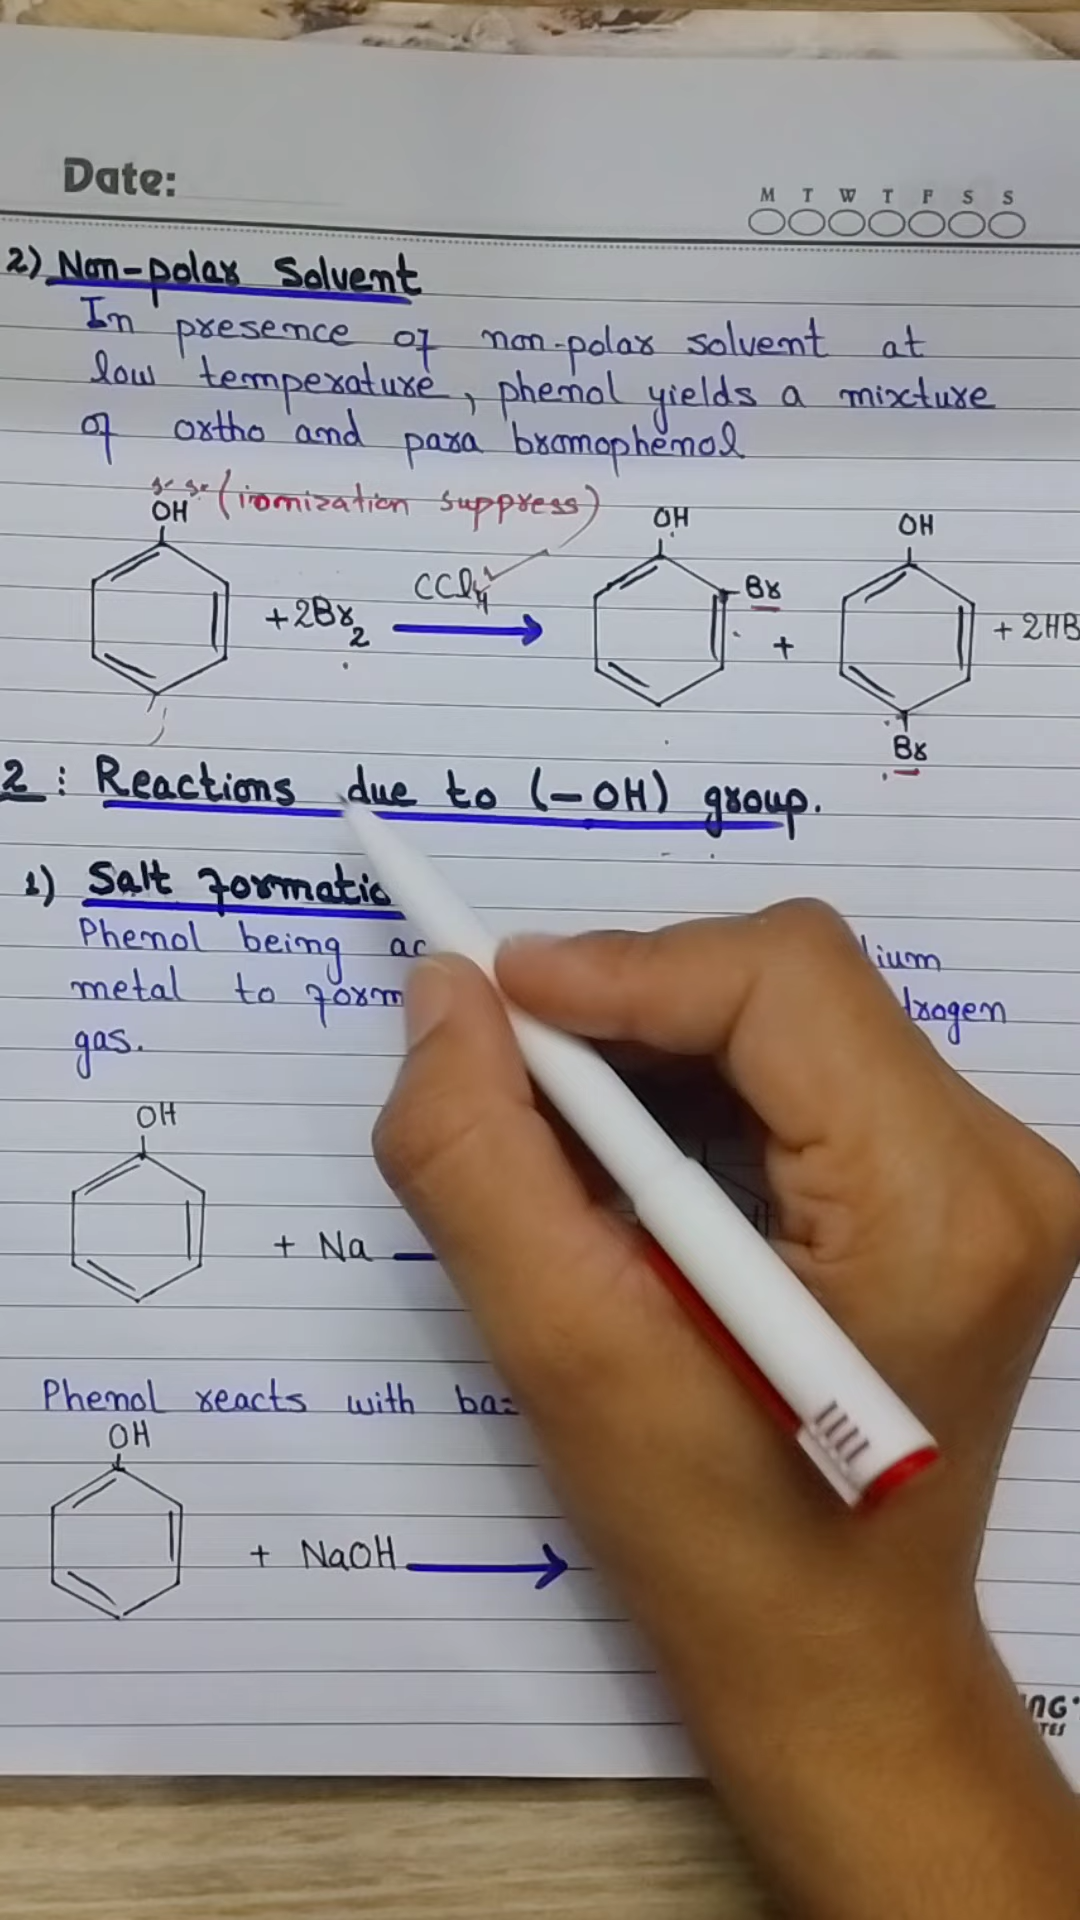 Date:
M T W T F S S
2) Non-polar Solvent
In presence of non-polar solvent at
low temperature, phenol yields a mixture
of ortho and para bromophenol
(ionization suppress)
OH OH OH
CCl4
+ 2Br2 Br + + 2HB
Br
2 : Reactions due to (-OH) group.
1) Salt formatio
Phenol being ac lium
metal to form drogen
gas.
OH
+ Na
Phenol reacts with ba
OH
+ NaOH